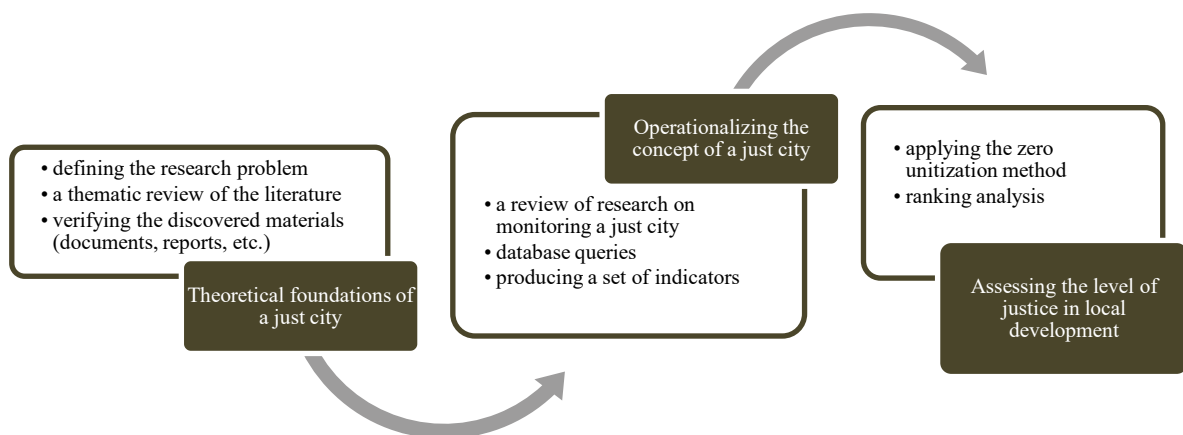 • defining the research problem
• a thematic review of the literature
• verifying the discovered materials
(documents, reports, etc.)
Theoretical foundations of
a just city
Operationalizing the
concept of a just city
• a review of research on
monitoring a just city
• database queries
• producing a set of indicators
• applying the zero
unitization method
• ranking analysis
Assessing the level of
justice in local
development